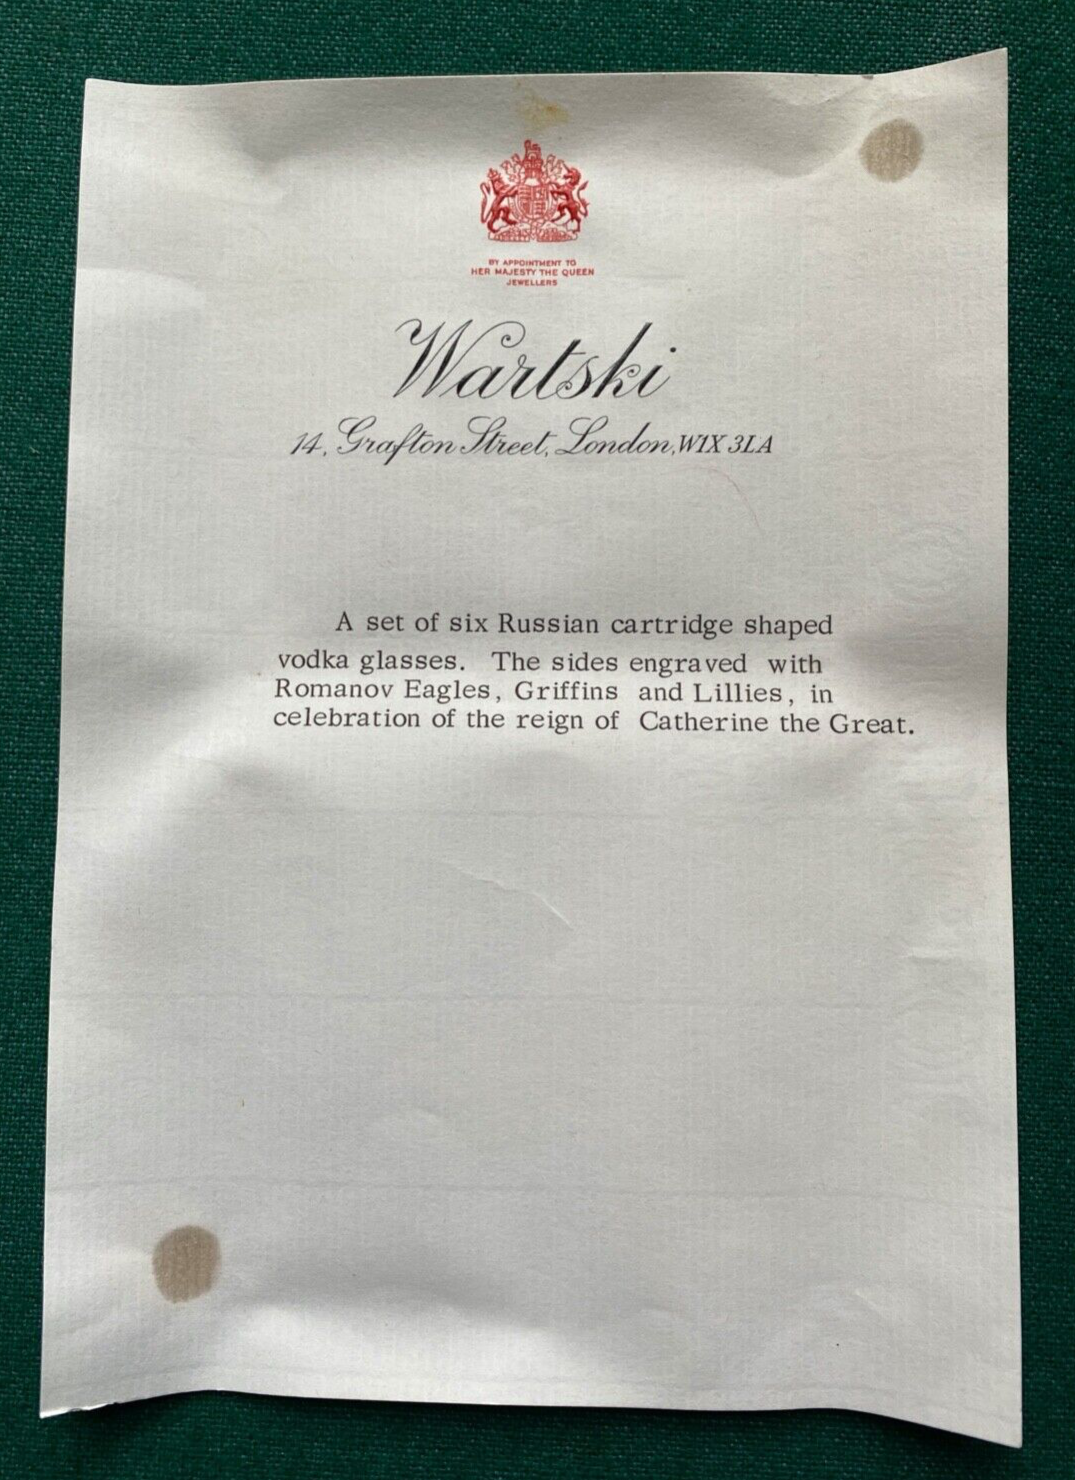 BY APPOINTMENT TO
HER MAJESTY THE QUEEN
JEWELLERS
Wartski
14, Grafton Street, London, W1X 3LA
A set of six Russian cartridge shaped
vodka glasses. The sides engraved with
Romanov Eagles, Griffins and Lillies, in
celebration of the reign of Catherine the Great.